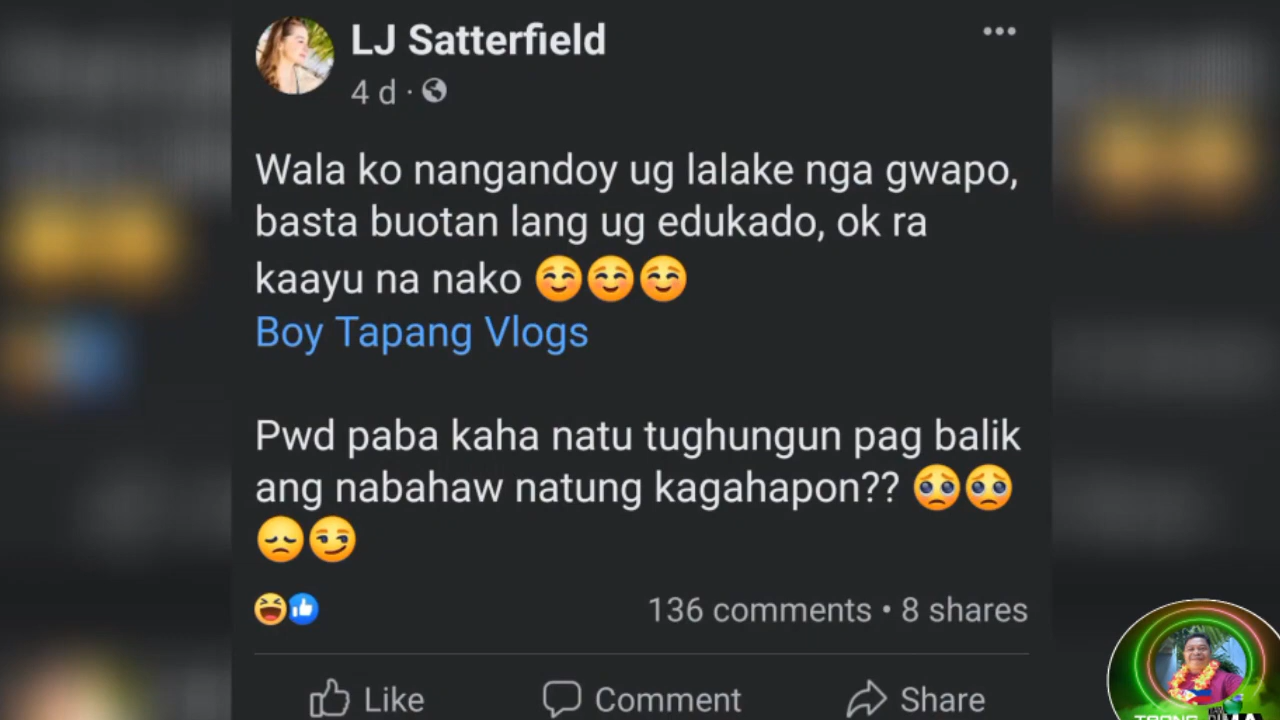 LJ Satterfield
4 d ·
Wala ko nangandoy ug lalake nga gwapo,
basta buotan lang ug edukado, ok ra
kaayu na nako ☺️☺️☺️
Boy Tapang Vlogs
Pwd paba kaha natu tughungun pag balik
ang nabahaw natung kagahapon?? 🥺🥺
😞😏
136 comments • 8 shares
Like Comment Share